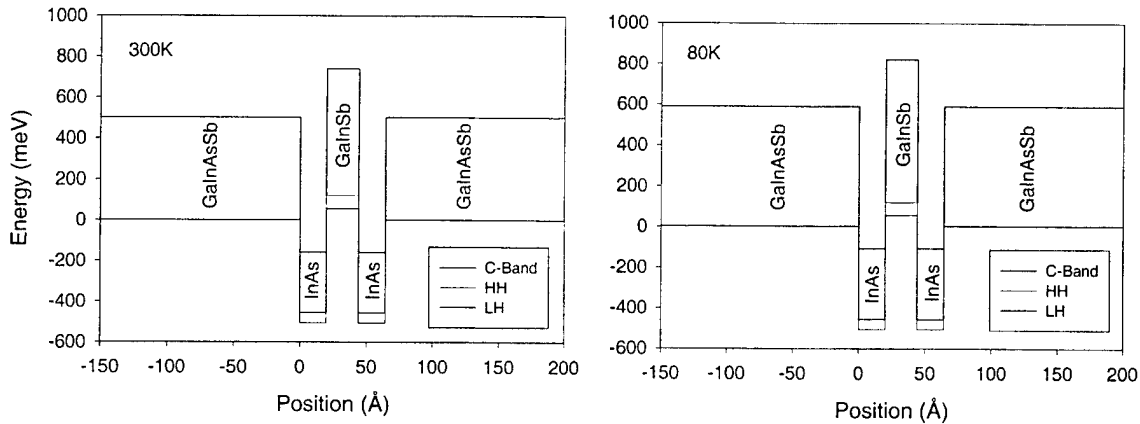 300K
1000
800
600
400
200
0
-200
-400
-600
Energy (meV)
GaInAsSb
GaInSb
GaInAsSb
InAs
InAs
C-Band
HH
LH
-150
-100
-50
0
50
100
150
200
Position (Å)
80K
1000
800
600
400
200
0
-200
-400
-600
GaInAsSb
GaInSb
GaInAsSb
InAs
InAs
C-Band
HH
LH
-150
-100
-50
0
50
100
150
200
Position (Å)